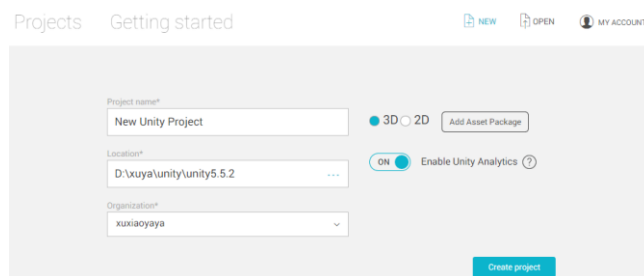 Projects Getting started NEW OPEN MY ACCOUNT
Project name*
New Unity Project 3D 2D Add Asset Package
Location*
D:\xuya\unity\unity5.5.2 ... ON Enable Unity Analytics ?
Organization*
xuxiaoyaya
Create project